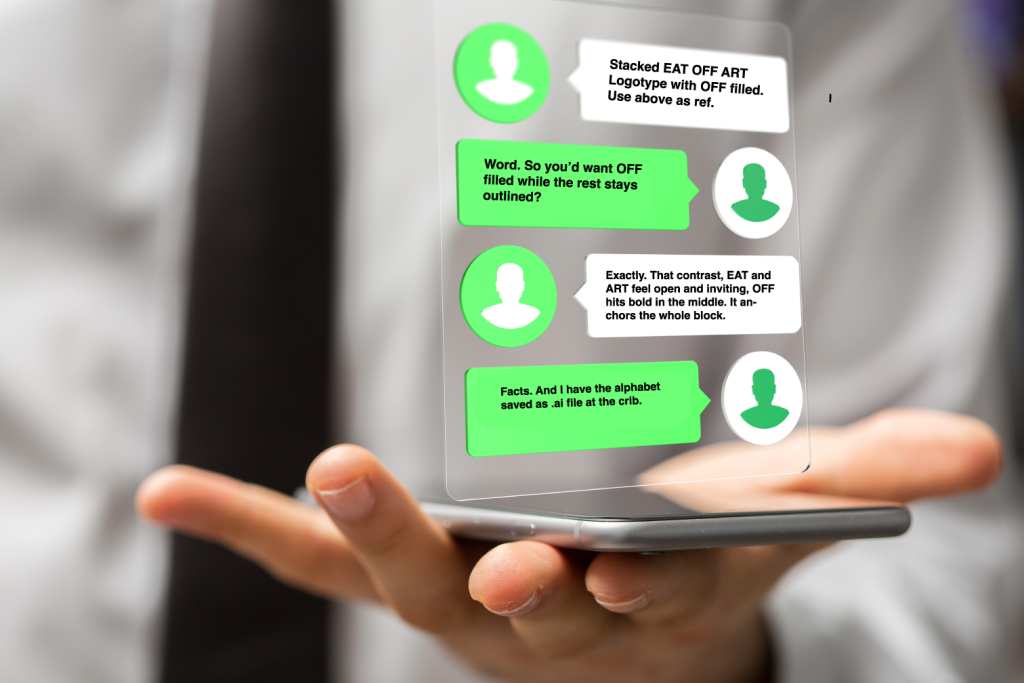 Stacked EAT OFF ART
Logotype with OFF filled.
Use above as ref.
Word. So you’d want OFF
filled while the rest stays
outlined?
Exactly. That contrast, EAT and
ART feel open and inviting, OFF
hits bold in the middle. It an-
chors the whole block.
Facts. And I have the alphabet
saved as .ai file at the crib.